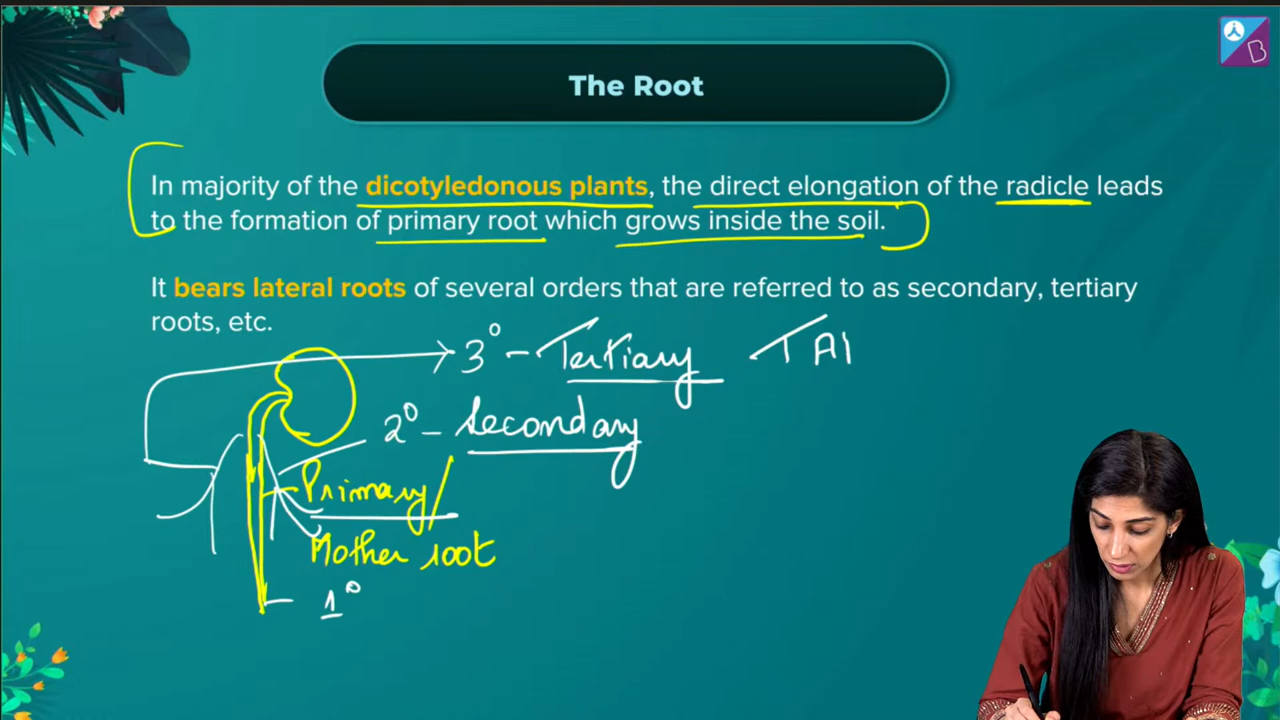 The Root
B
In majority of the dicotyledonous plants, the direct elongation of the radicle leads
to the formation of primary root which grows inside the soil.
It bears lateral roots of several orders that are referred to as secondary, tertiary
roots, etc.
3° - Tertiary TAI
2° - Secondary
Primary/
Mother root
1°